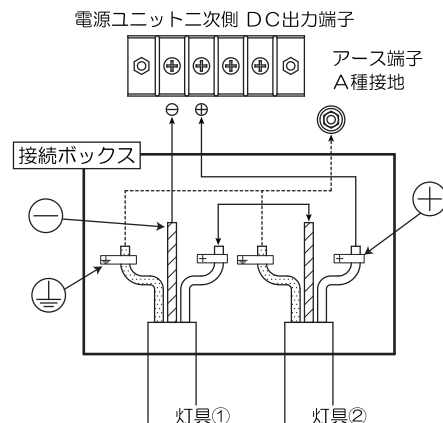 電源ユニット二次側 DC出力端子
アース端子
A種接地
⊖ ⊕
接続ボックス
⊖
⊕
+
+
灯具①
灯具②